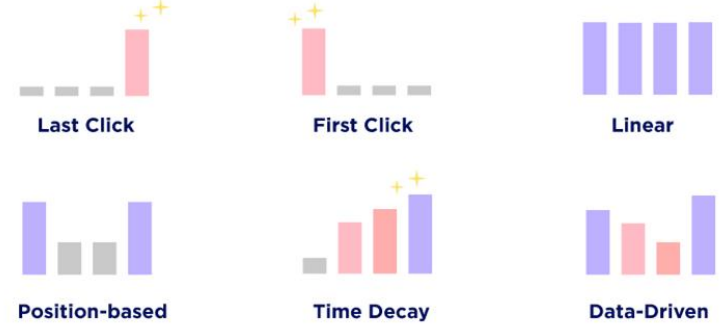 Last Click
First Click
Linear
Position-based
Time Decay
Data-Driven